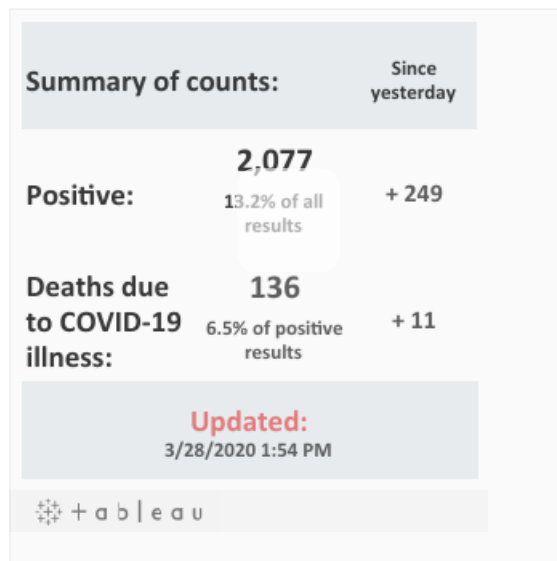 Summary of counts:
Since
yesterday
2,077
Positive:
13.2% of all
results
+ 249
Deaths due
to COVID-19
illness:
136
6.5% of positive
results
+ 11
Updated:
3/28/2020 1:54 PM
+ a b l e a u